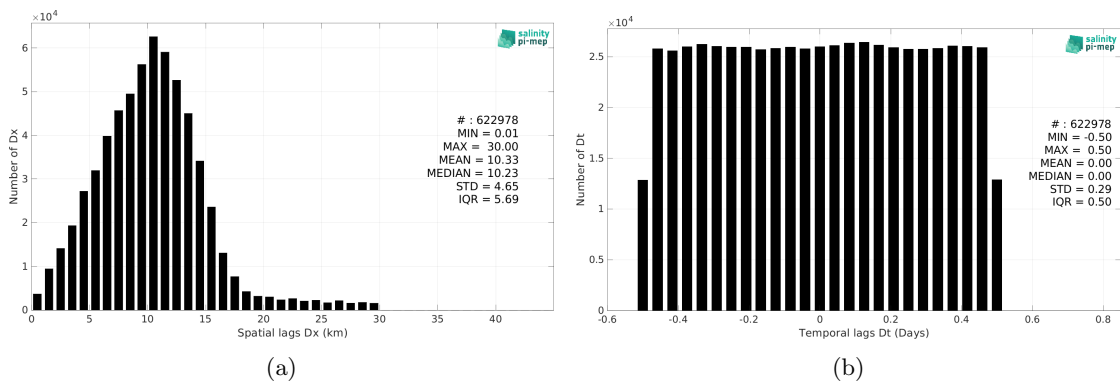 ×10⁴
6
5
4
3
2
1
0
Number of Dx
salinity
pi-mep
# : 622978
MIN = 0.01
MAX = 30.00
MEAN = 10.33
MEDIAN = 10.23
STD = 4.65
IQR = 5.69
0 5 10 15 20 25 30 35 40
Spatial lags Dx (km)
(a)
×10⁴
2.5
2
1.5
1
0.5
0
Number of Dt
salinity
pi-mep
# : 622978
MIN = -0.50
MAX = 0.50
MEAN = 0.00
MEDIAN = 0.00
STD = 0.29
IQR = 0.50
-0.6 -0.4 -0.2 0 0.2 0.4 0.6 0.8
Temporal lags Dt (Days)
(b)